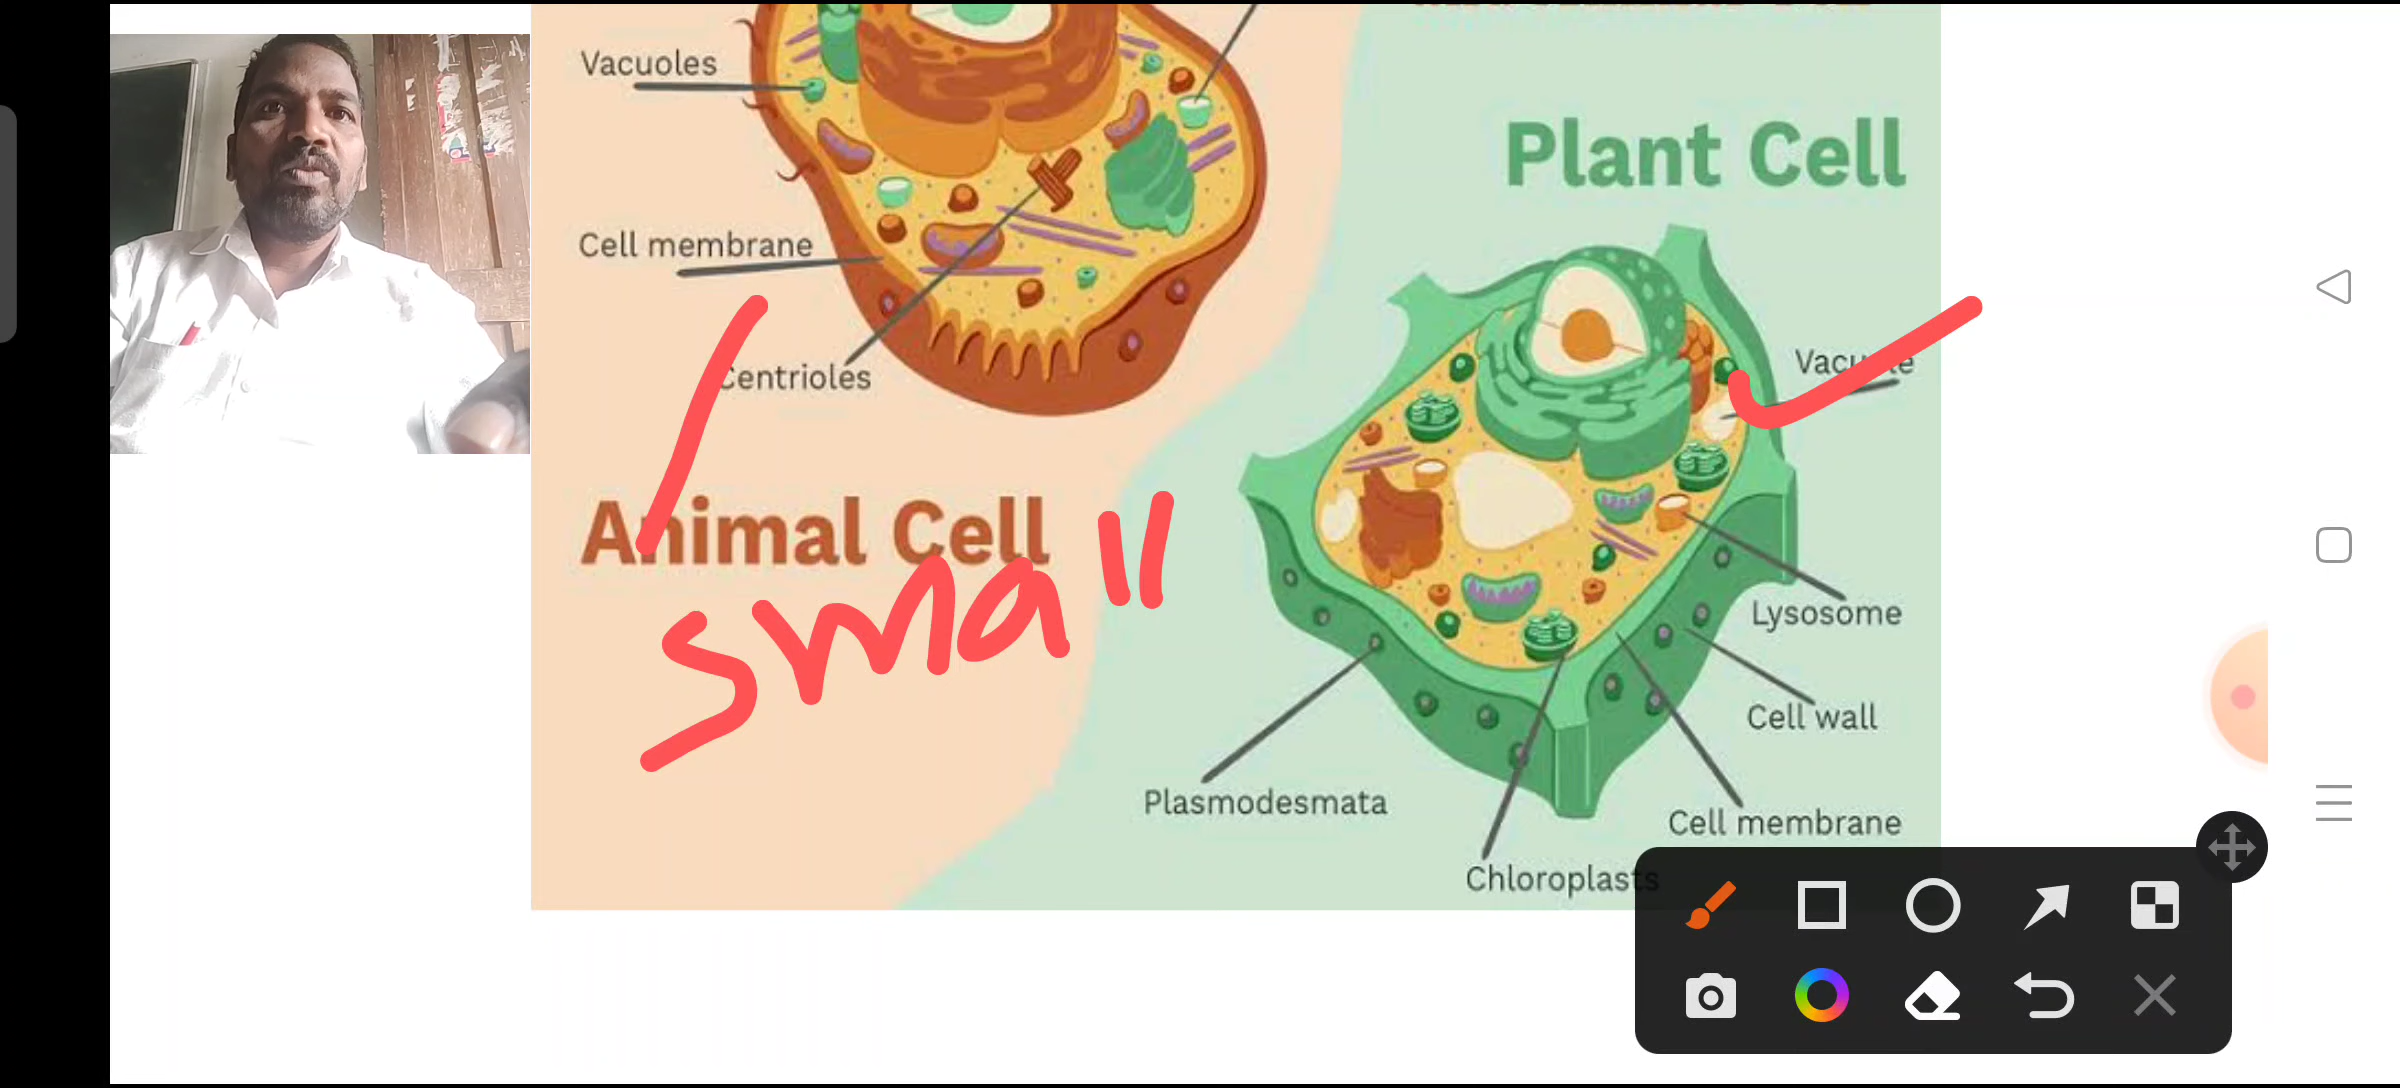 Vacuoles
Cell membrane
Centrioles
Animal Cell
small
Plant Cell
Vacuole
Lysosome
Cell wall
Cell membrane
Plasmodesmata
Chloroplasts